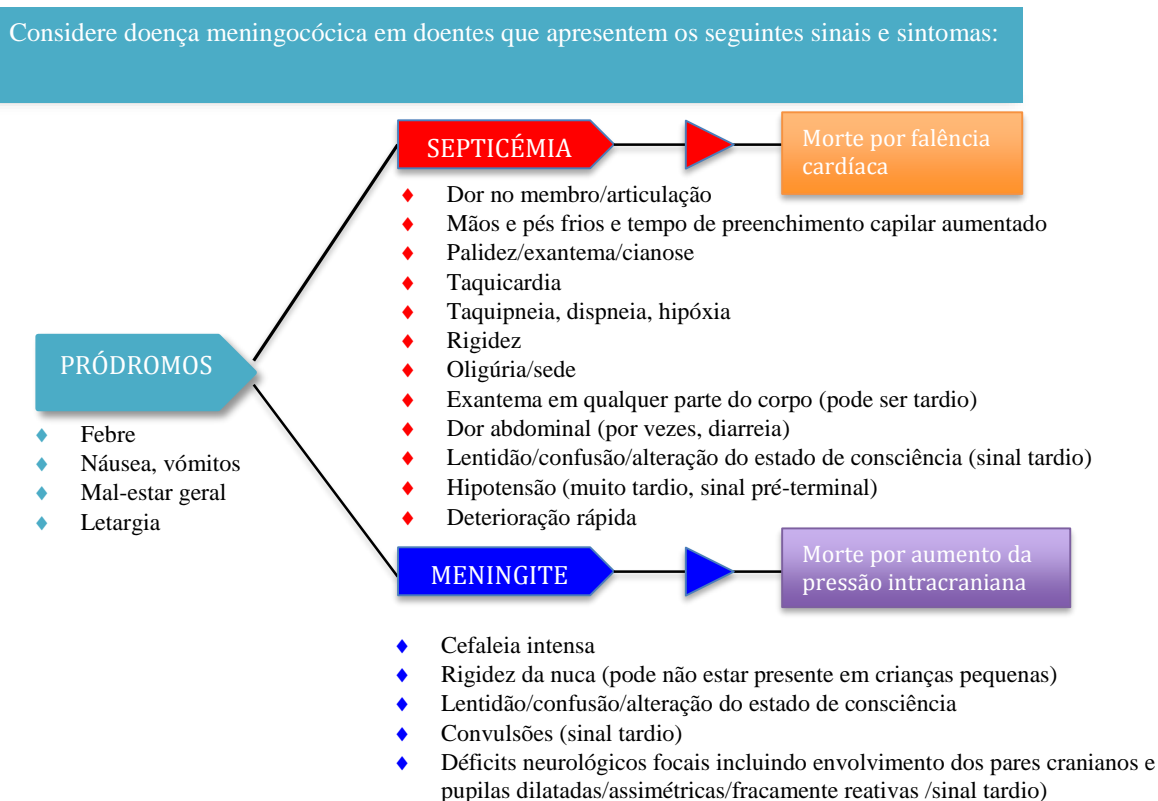 Considere doença meningocócica em doentes que apresentem os seguintes sinais e sintomas:
PRÓDROMOS
Febre
Náusea, vómitos
Mal-estar geral
Letargia
SEPTICÉMIA
Morte por falência
cardíaca
Dor no membro/articulação
Mãos e pés frios e tempo de preenchimento capilar aumentado
Palidez/exantema/cianose
Taquicardia
Taquipneia, dispneia, hipóxia
Rigidez
Oligúria/sede
Exantema em qualquer parte do corpo (pode ser tardio)
Dor abdominal (por vezes, diarreia)
Lentidão/confusão/alteração do estado de consciência (sinal tardio)
Hipotensão (muito tardio, sinal pré-terminal)
Deterioração rápida
MENINGITE
Morte por aumento da
pressão intracraniana
Cefaleia intensa
Rigidez da nuca (pode não estar presente em crianças pequenas)
Lentidão/confusão/alteração do estado de consciência
Convulsões (sinal tardio)
Déficits neurológicos focais incluindo envolvimento dos pares cranianos e
pupilas dilatadas/assimétricas/fracamente reativas /sinal tardio)